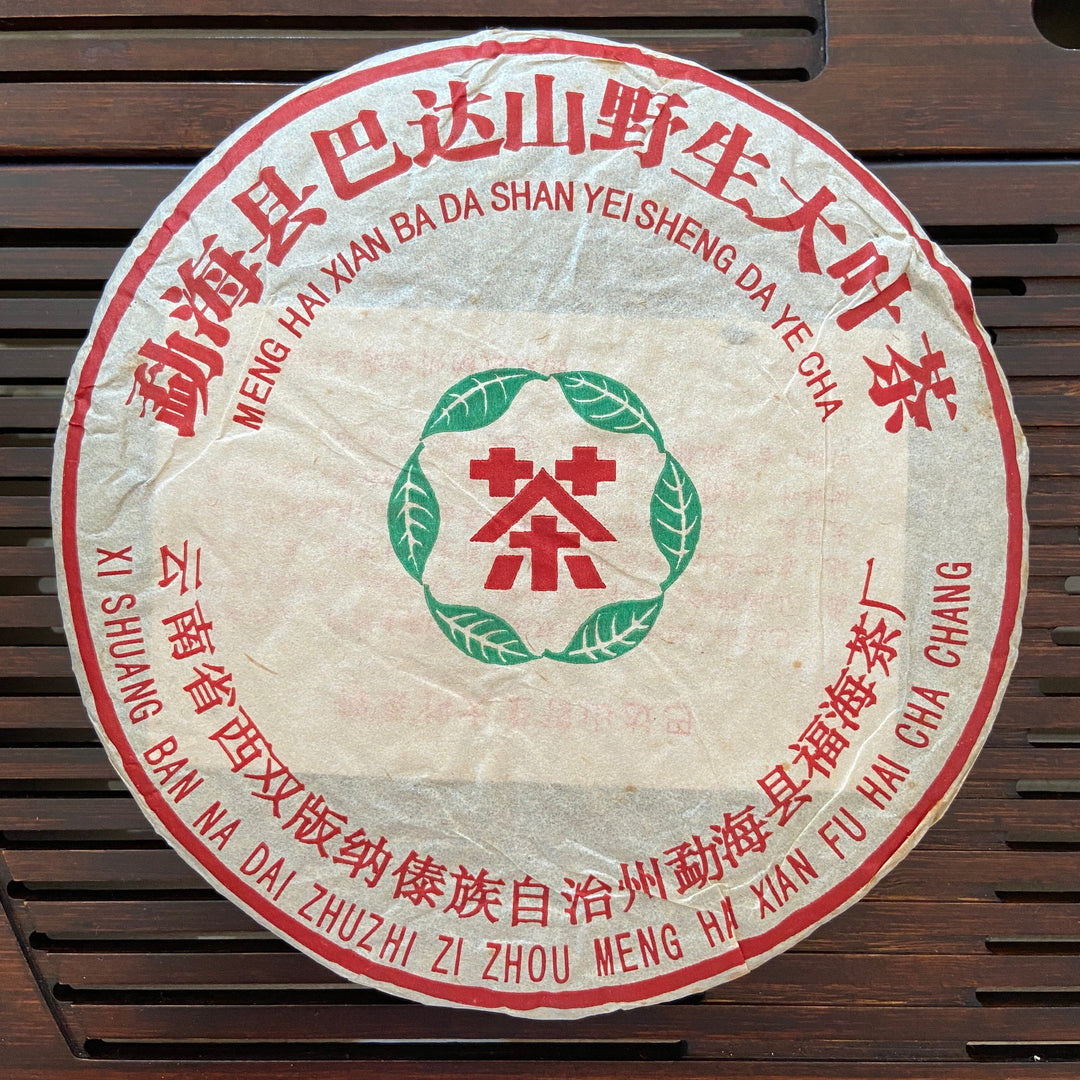 勐海县巴达山野生大叶茶
MENG HAI XIAN BA DA SHAN YEI SHENG DA YE CHA
茶
云南省西双版纳傣族自治州勐海县福海茶厂
XI SHUANG BAN NA DAI ZHUZHI ZI ZHOU MENG HA XIAN FU HAI CHA CHANG